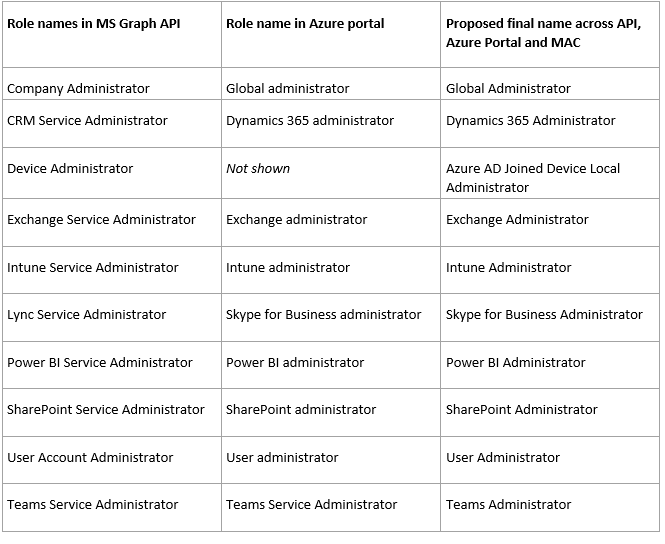 Role names in MS Graph API
Role name in Azure portal
Proposed final name across API,
Azure Portal and MAC
Company Administrator
Global administrator
Global Administrator
CRM Service Administrator
Dynamics 365 administrator
Dynamics 365 Administrator
Device Administrator
Not shown
Azure AD Joined Device Local
Administrator
Exchange Service Administrator
Exchange administrator
Exchange Administrator
Intune Service Administrator
Intune administrator
Intune Administrator
Lync Service Administrator
Skype for Business administrator
Skype for Business Administrator
Power BI Service Administrator
Power BI administrator
Power BI Administrator
SharePoint Service Administrator
SharePoint administrator
SharePoint Administrator
User Account Administrator
User administrator
User Administrator
Teams Service Administrator
Teams Service Administrator
Teams Administrator